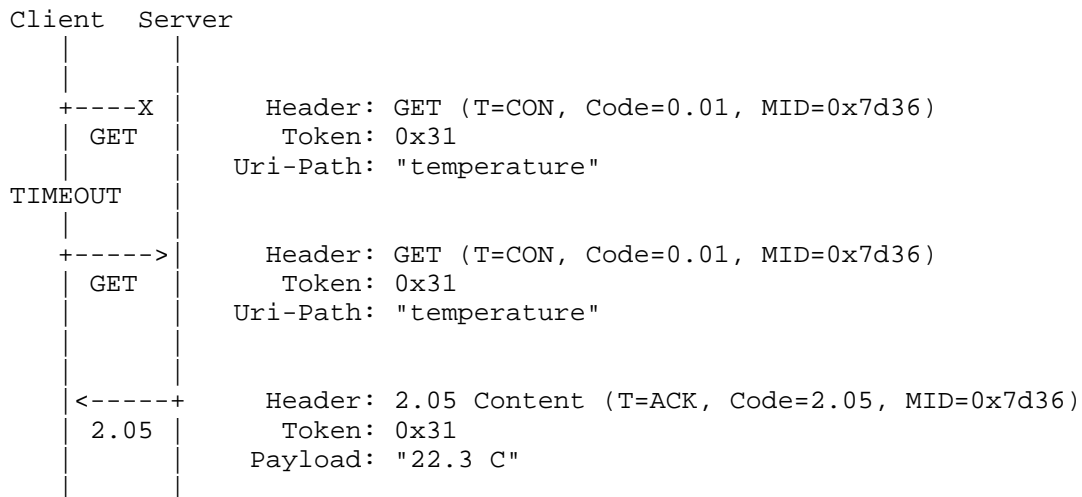 Client Server
+----X Header: GET (T=CON, Code=0.01, MID=0x7d36)
GET Token: 0x31
Uri-Path: "temperature"
TIMEOUT
+-----> Header: GET (T=CON, Code=0.01, MID=0x7d36)
GET Token: 0x31
Uri-Path: "temperature"
<-----+ Header: 2.05 Content (T=ACK, Code=2.05, MID=0x7d36)
2.05 Token: 0x31
Payload: "22.3 C"